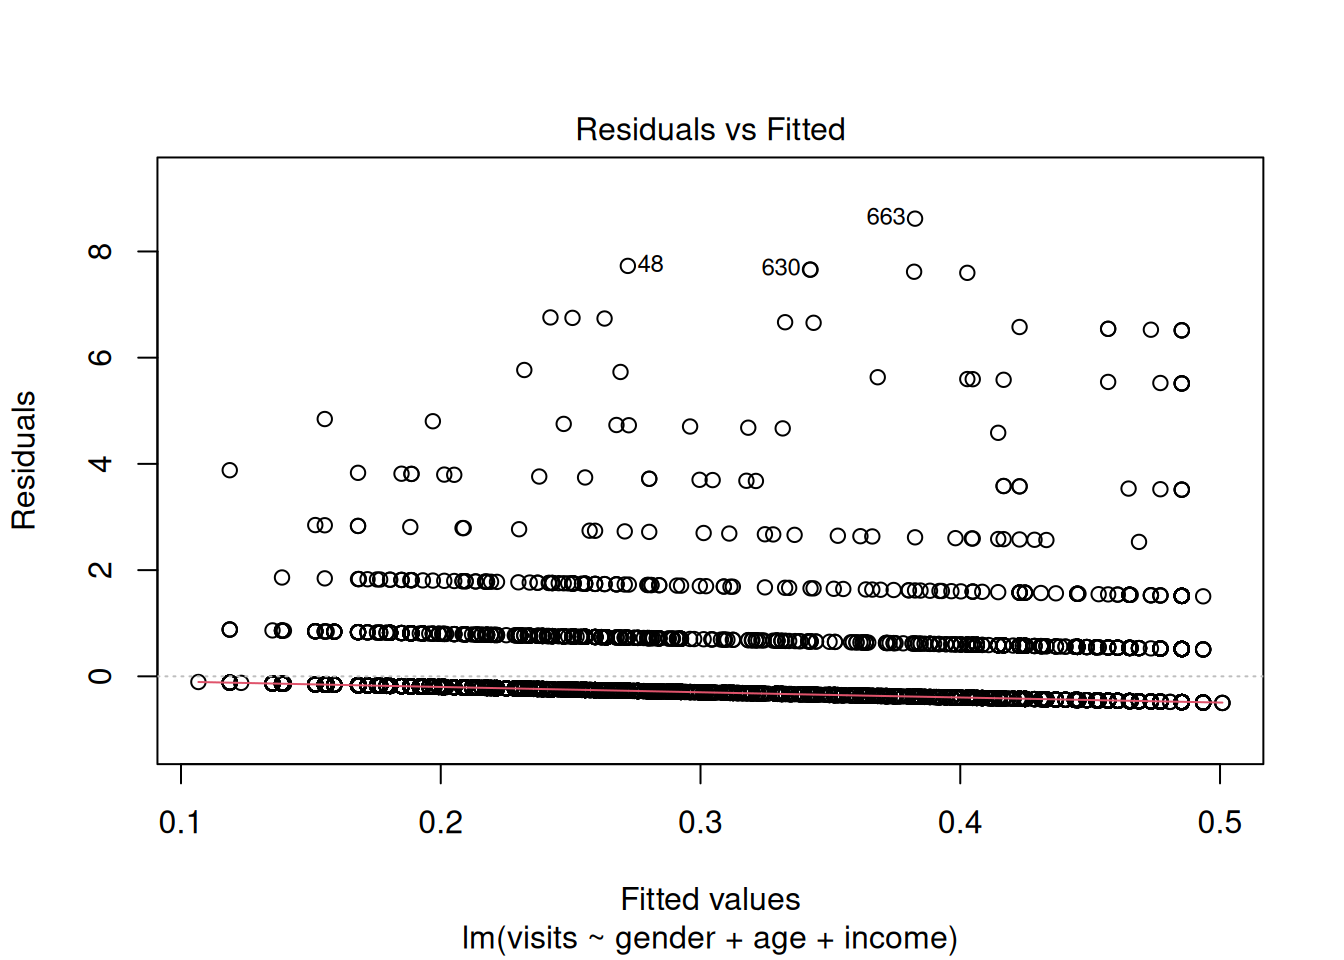 Residuals vs Fitted
663
48
630
Residuals
8
6
4
2
0
0.1 0.2 0.3 0.4 0.5
Fitted values
lm(visits ~ gender + age + income)